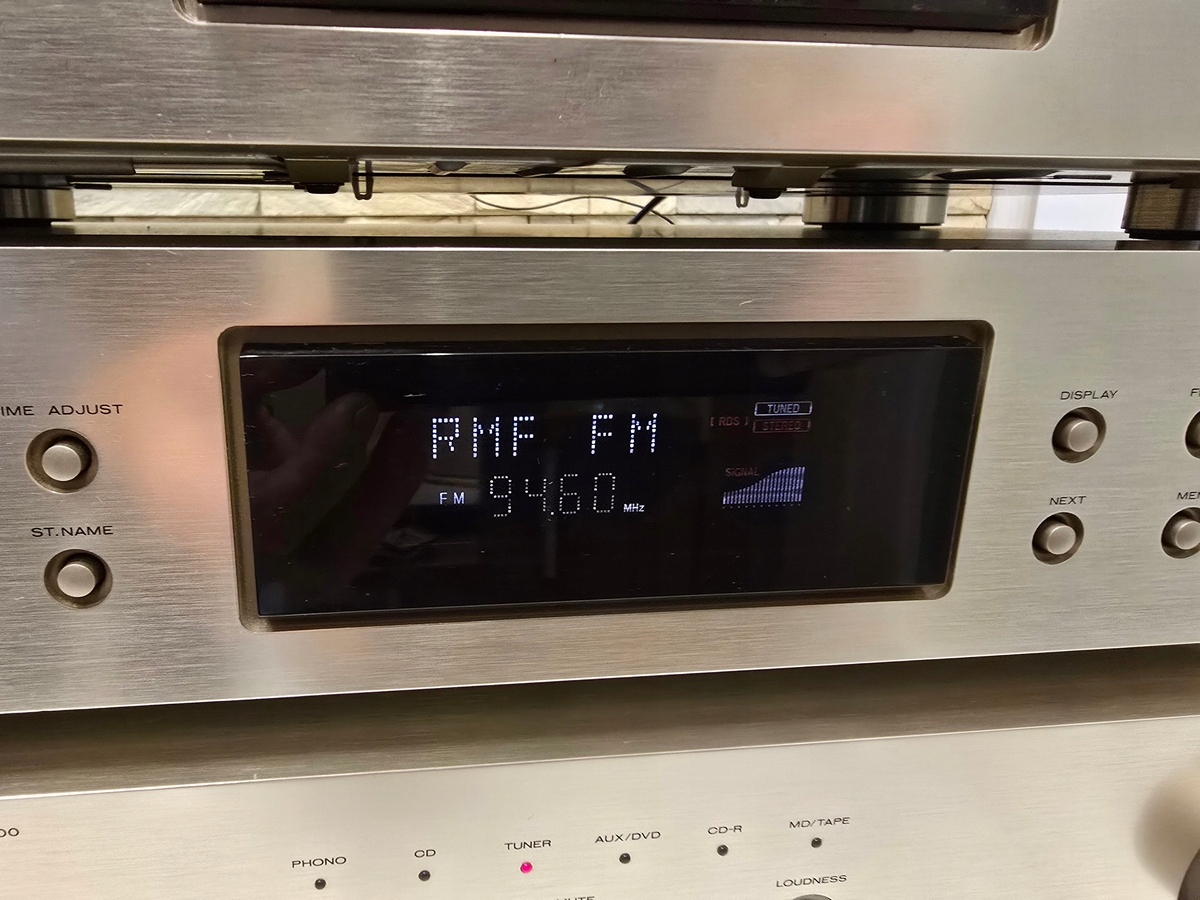 TIME ADJUST
ST.NAME
RMF FM
FM 94.60 MHz
[ RDS ]
TUNED
STEREO
SIGNAL
DISPLAY
NEXT
PHONO
CD
TUNER
AUX/DVD
CD-R
MD/TAPE
MUTE
LOUDNESS